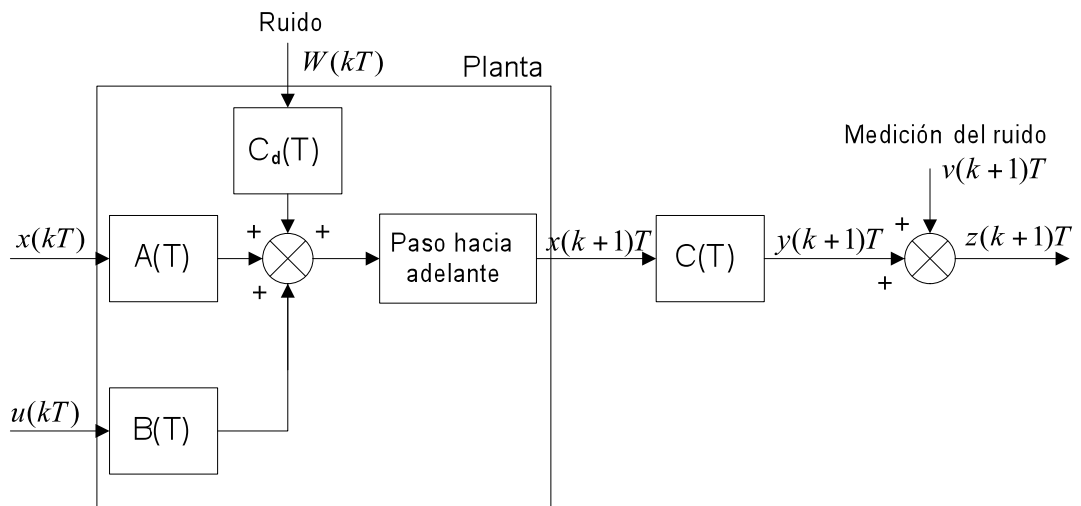 Ruido
W(kT)
Planta
C_d(T)
Medición del ruido
v(k+1)T
x(kT)
A(T)
+
+
+
Paso hacia
adelante
x(k+1)T
C(T)
y(k+1)T
+
+
z(k+1)T
u(kT)
B(T)